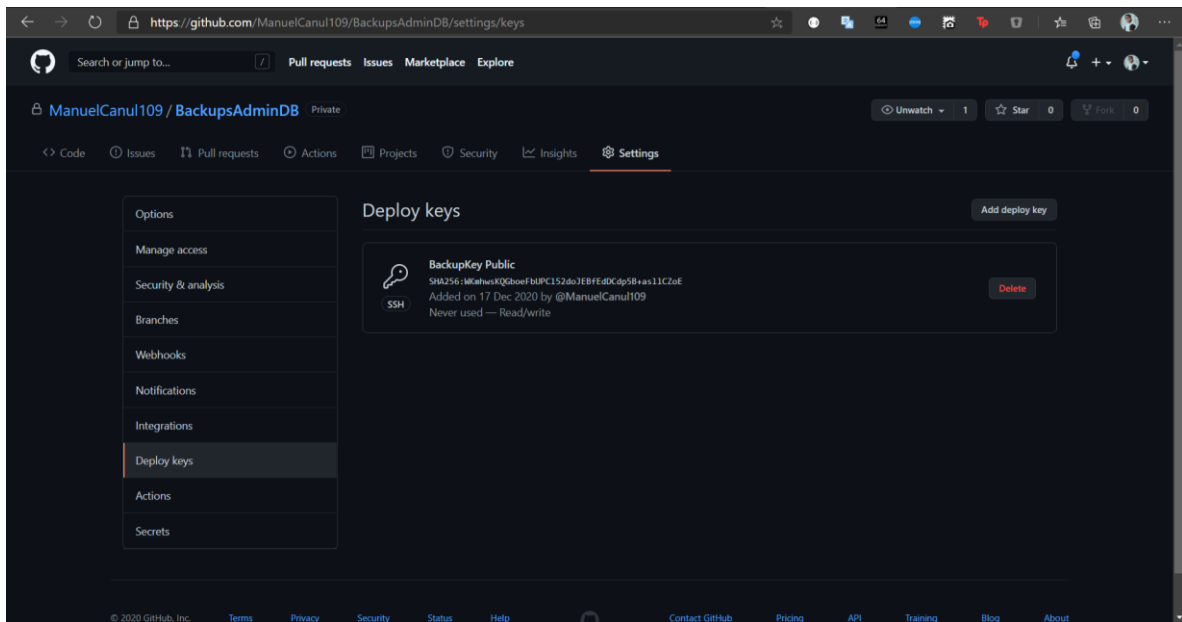 https://github.com/ManuelCanul109/BackupsAdminDB/settings/keys
64
Tp
Search or jump to... / Pull requests Issues Marketplace Explore
ManuelCanul109 / BackupsAdminDB Private Unwatch 1 Star 0 Fork 0
Code Issues Pull requests Actions Projects Security Insights Settings
Options
Manage access
Security & analysis
Branches
Webhooks
Notifications
Integrations
Deploy keys
Actions
Secrets
Deploy keys Add deploy key
BackupKey Public
SSH
Added on 17 Dec 2020 by @ManuelCanul109
Never used — Read/write
Delete
© 2020 GitHub, Inc. Terms Privacy Security Status Help Contact GitHub Pricing API Training Blog About